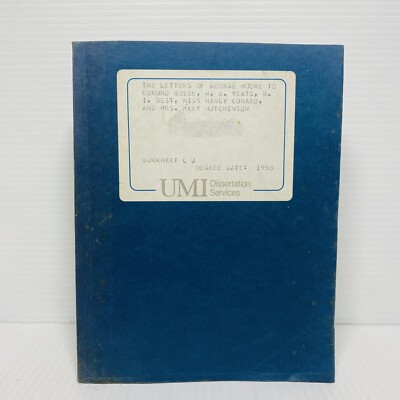 THE LETTERS OF GEORGE MOORE TO
EDMUND GOSSE, W. B. YEATS, R.
I. BEST, MISS NANCY CUNARD,
AND MRS. MARY HUTCHINSON
BURKHART C J
DEGREE DATE: 1958
UMI Dissertation
Services